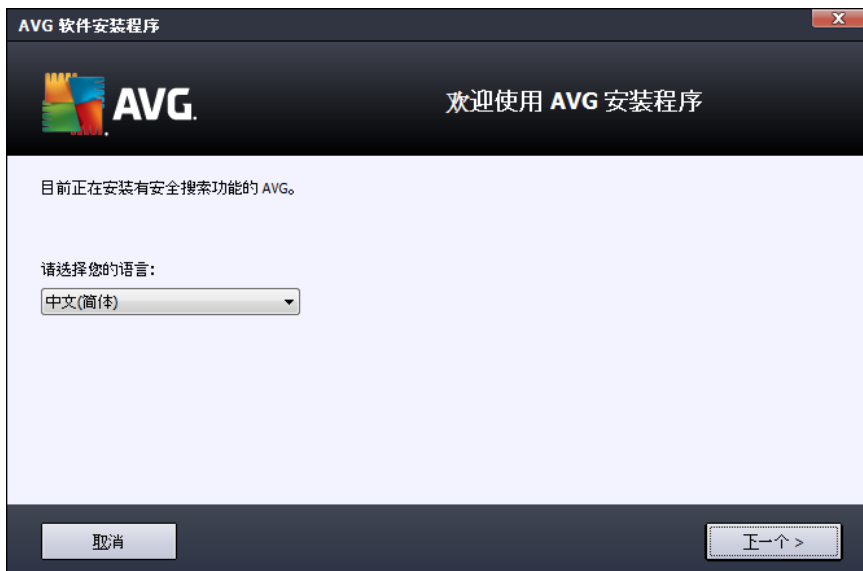 AVG 软件安装程序
AVG.
欢迎使用 AVG 安装程序
目前正在安装有安全搜索功能的 AVG。
请选择您的语言:
中文(简体)
取消
下一个 >